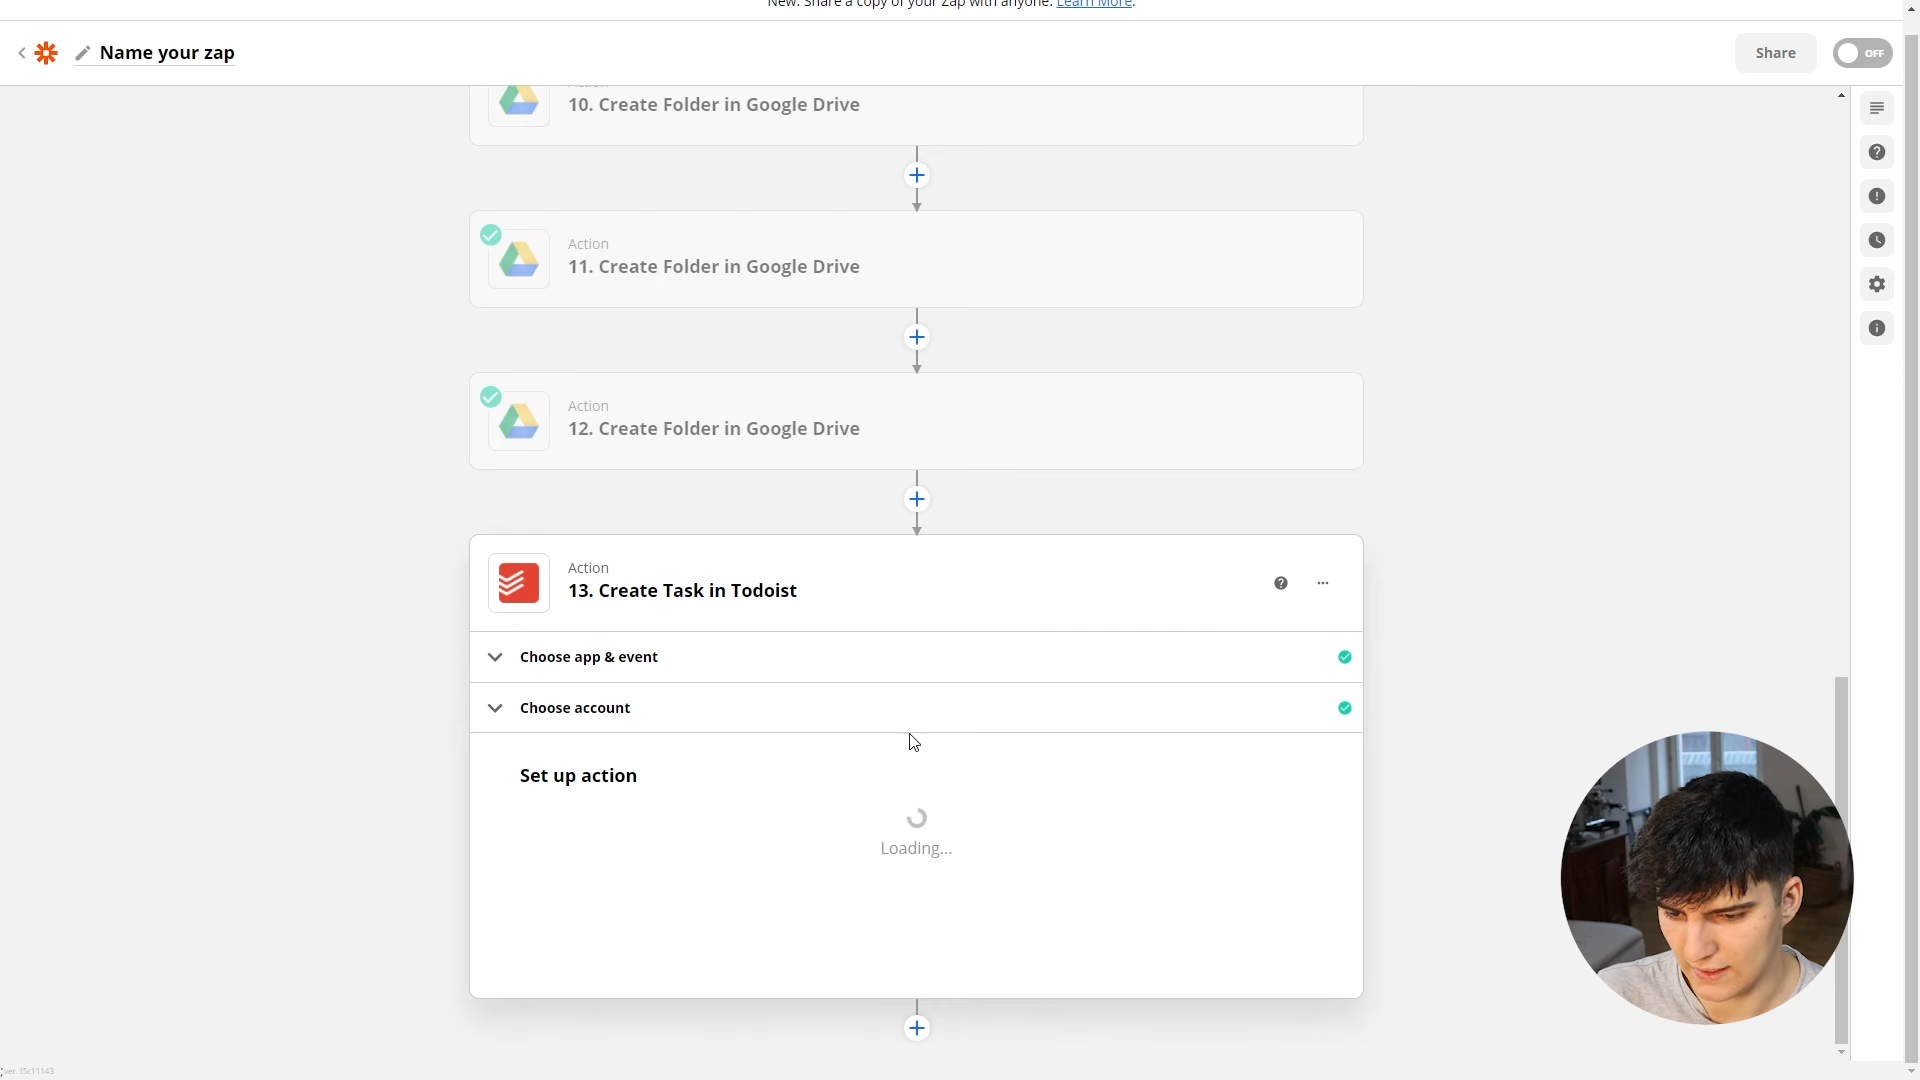 New: Share a copy of your Zap with anyone. Learn More.
Name your zap
Share
OFF
Action
10. Create Folder in Google Drive
Action
11. Create Folder in Google Drive
Action
12. Create Folder in Google Drive
Action
13. Create Task in Todoist
Choose app & event
Choose account
Set up action
Loading...